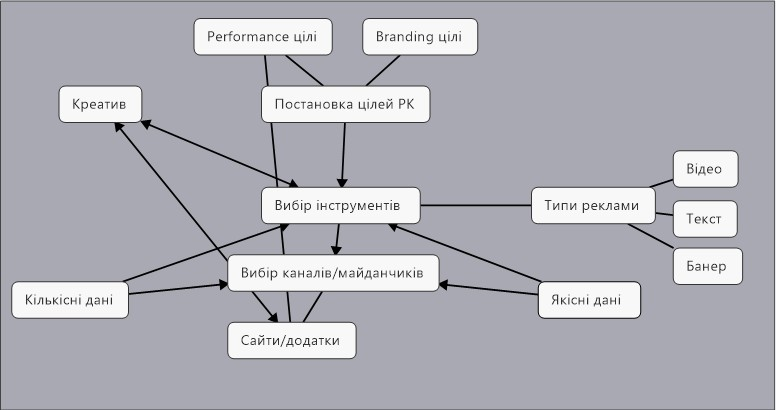 Performance цілі
Branding цілі
Креатив
Постановка цілей РК
Відео
Вибір інструментів
Типи реклами
Текст
Вибір каналів/майданчиків
Банер
Кількісні дані
Якісні дані
Сайти/додатки